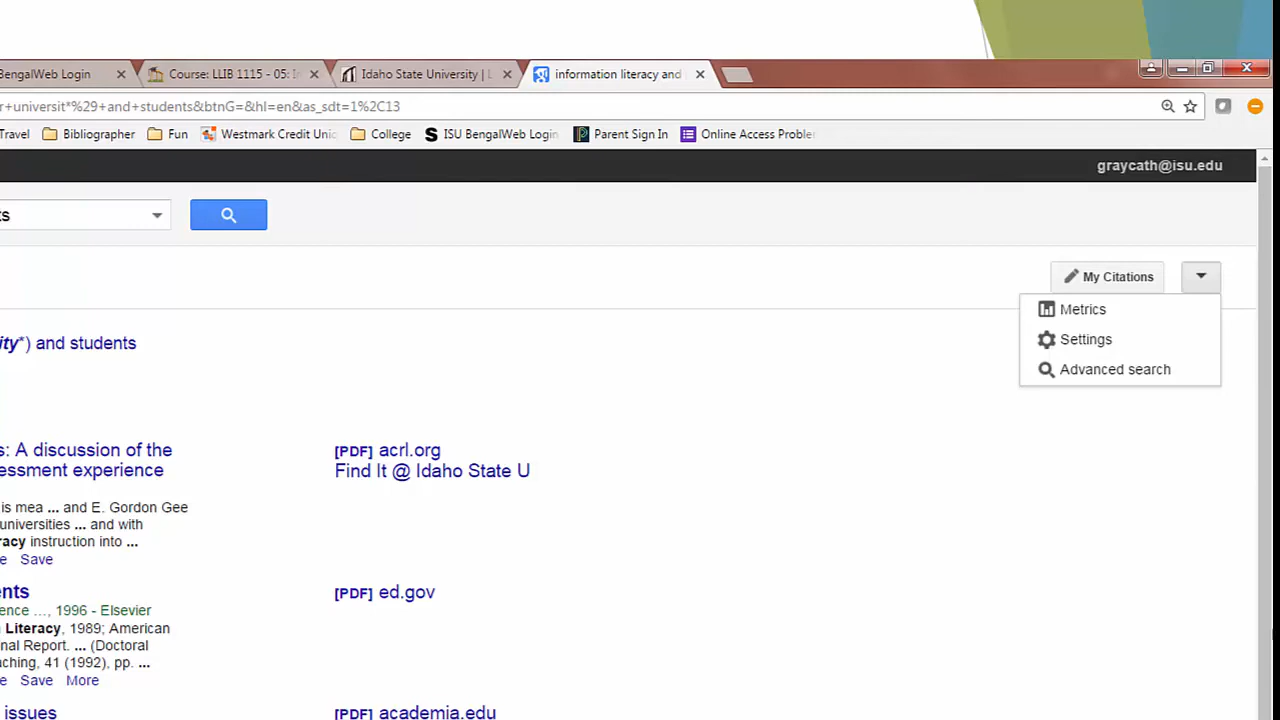 BengalWeb Login
Course: LLIB 1115 - 05: I
Idaho State University |
information literacy and
r+universit*%29+and+students&btnG=&hl=en&as_sdt=1%2C13
Travel Bibliographer Fun Westmark Credit Unio College ISU BengalWeb Login Parent Sign In Online Access Proble
graycath@isu.edu
ts
My Citations
Metrics
Settings
Advanced search
ity*) and students
s: A discussion of the
essment experience
[PDF] acrl.org
Find It @ Idaho State U
is mea ... and E. Gordon Gee
universities ... and with
racy instruction into ...
e Save
ents
[PDF] ed.gov
ence ..., 1996 - Elsevier
Literacy, 1989; American
nal Report. ... (Doctoral
aching, 41 (1992), pp. ...
e Save More
issues
[PDF] academia.edu